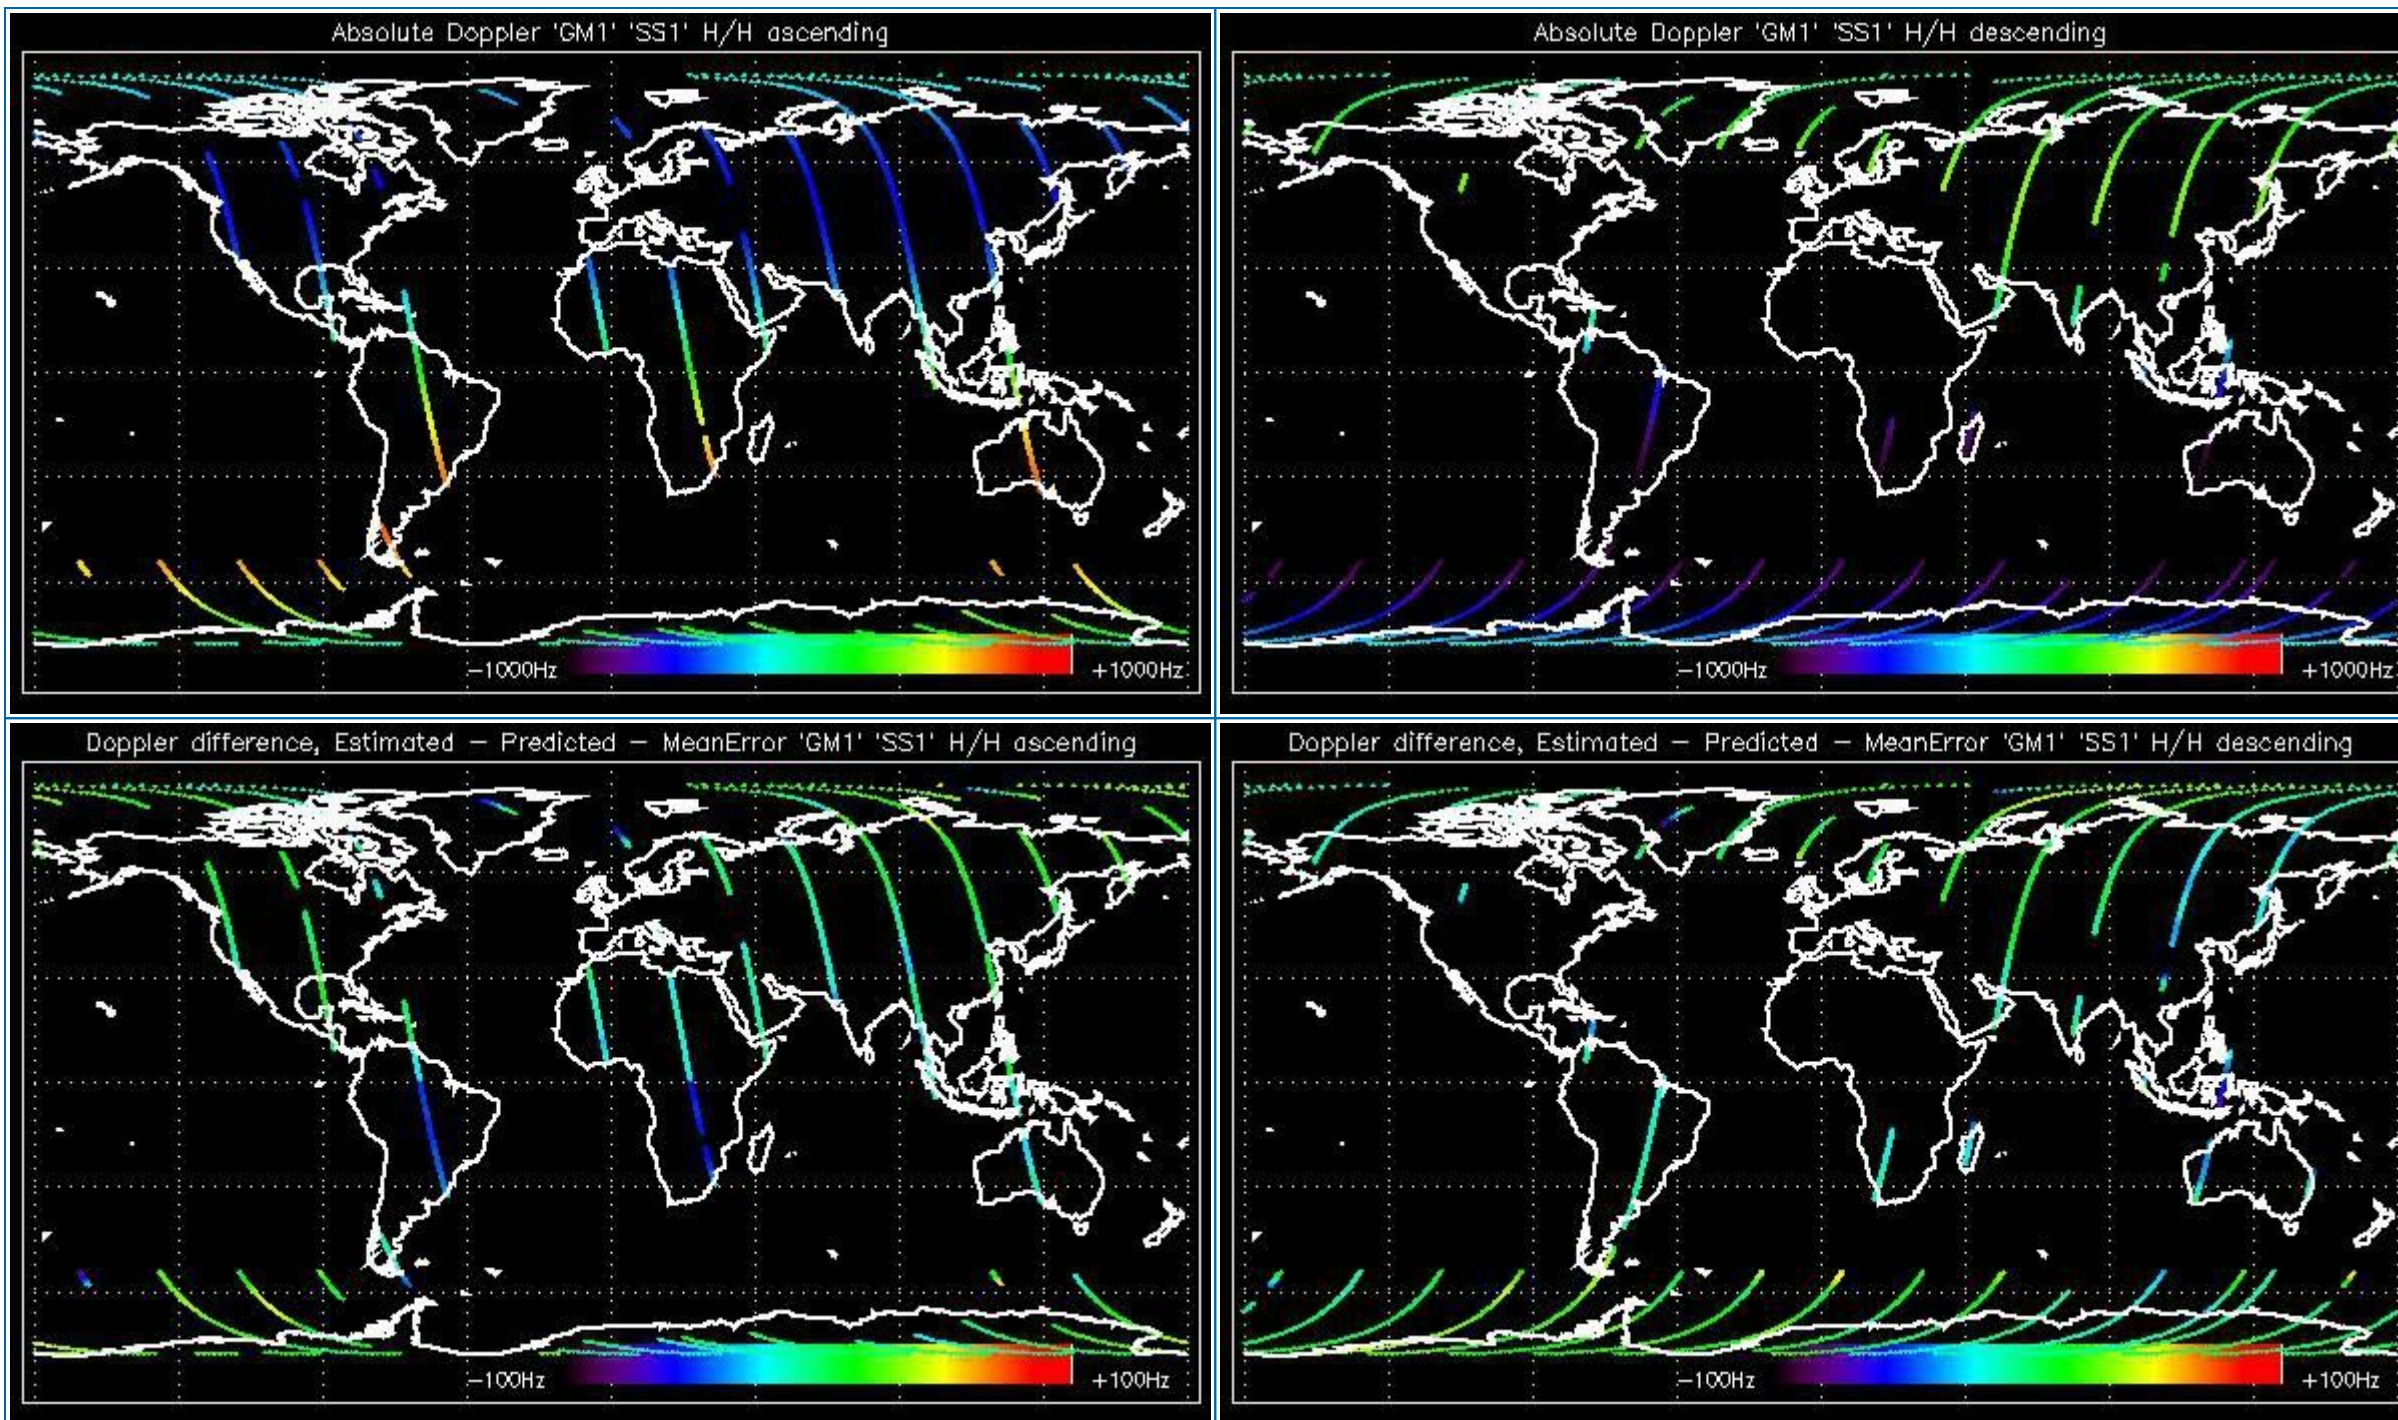 Absolute Doppler 'GM1' 'SS1' H/H ascending
-1000Hz
+1000Hz
Absolute Doppler 'GM1' 'SS1' H/H descending
-1000Hz
+1000Hz
Doppler difference, Estimated - Predicted - MeanError 'GM1' 'SS1' H/H ascending
-100Hz
+100Hz
Doppler difference, Estimated - Predicted - MeanError 'GM1' 'SS1' H/H descending
-100Hz
+100Hz